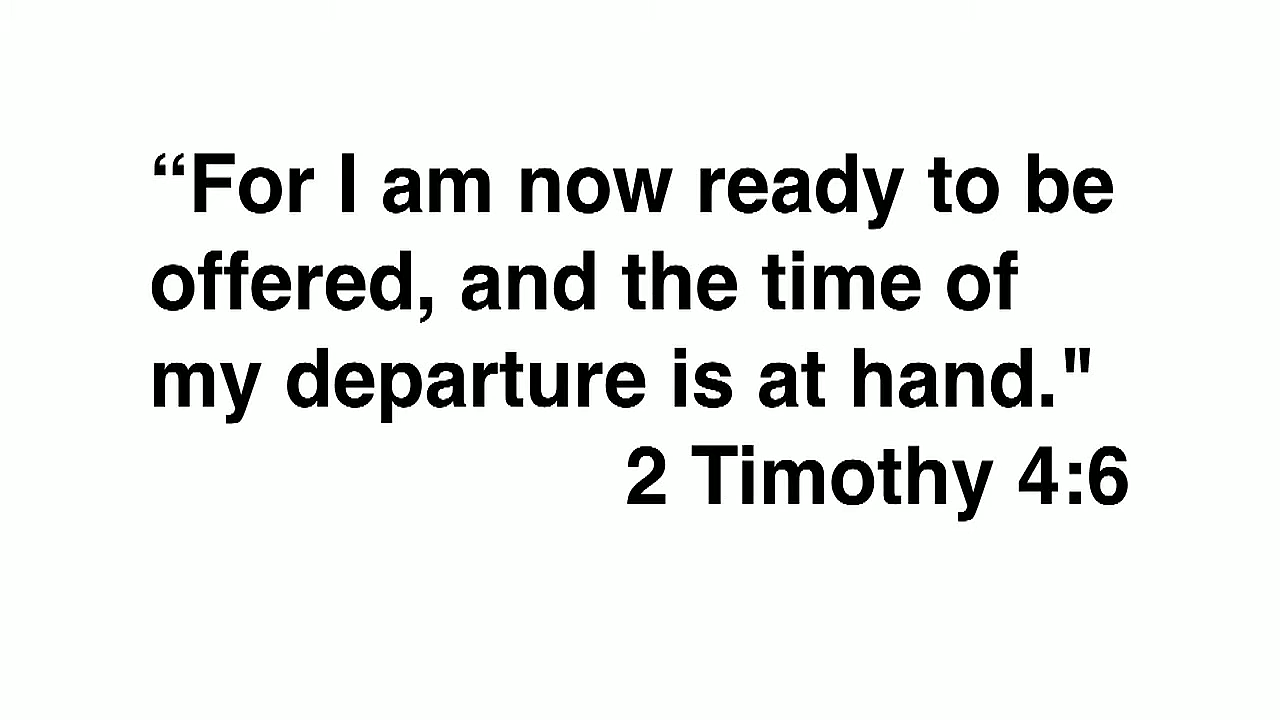 “For I am now ready to be
offered, and the time of
my departure is at hand."
2 Timothy 4:6